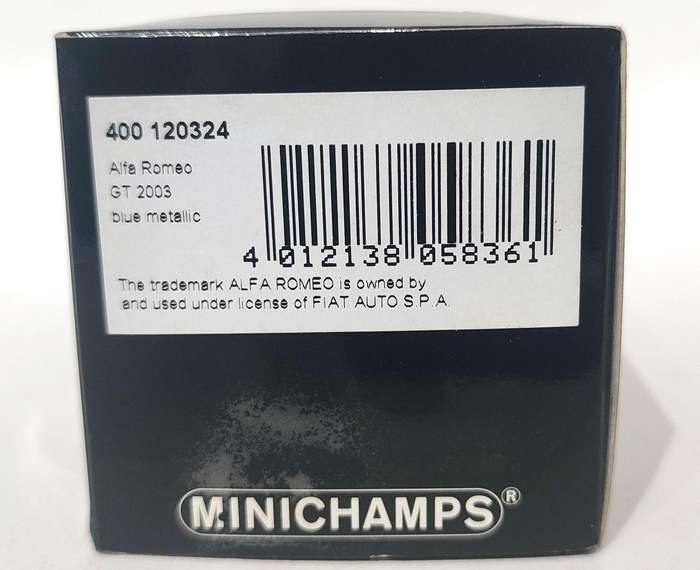 400 120324
Alfa Romeo
GT 2003
blue metallic
4 012138 058361
The trademark ALFA ROMEO is owned by
and used under license of FIAT AUTO S.P.A.
MINICHAMPS®